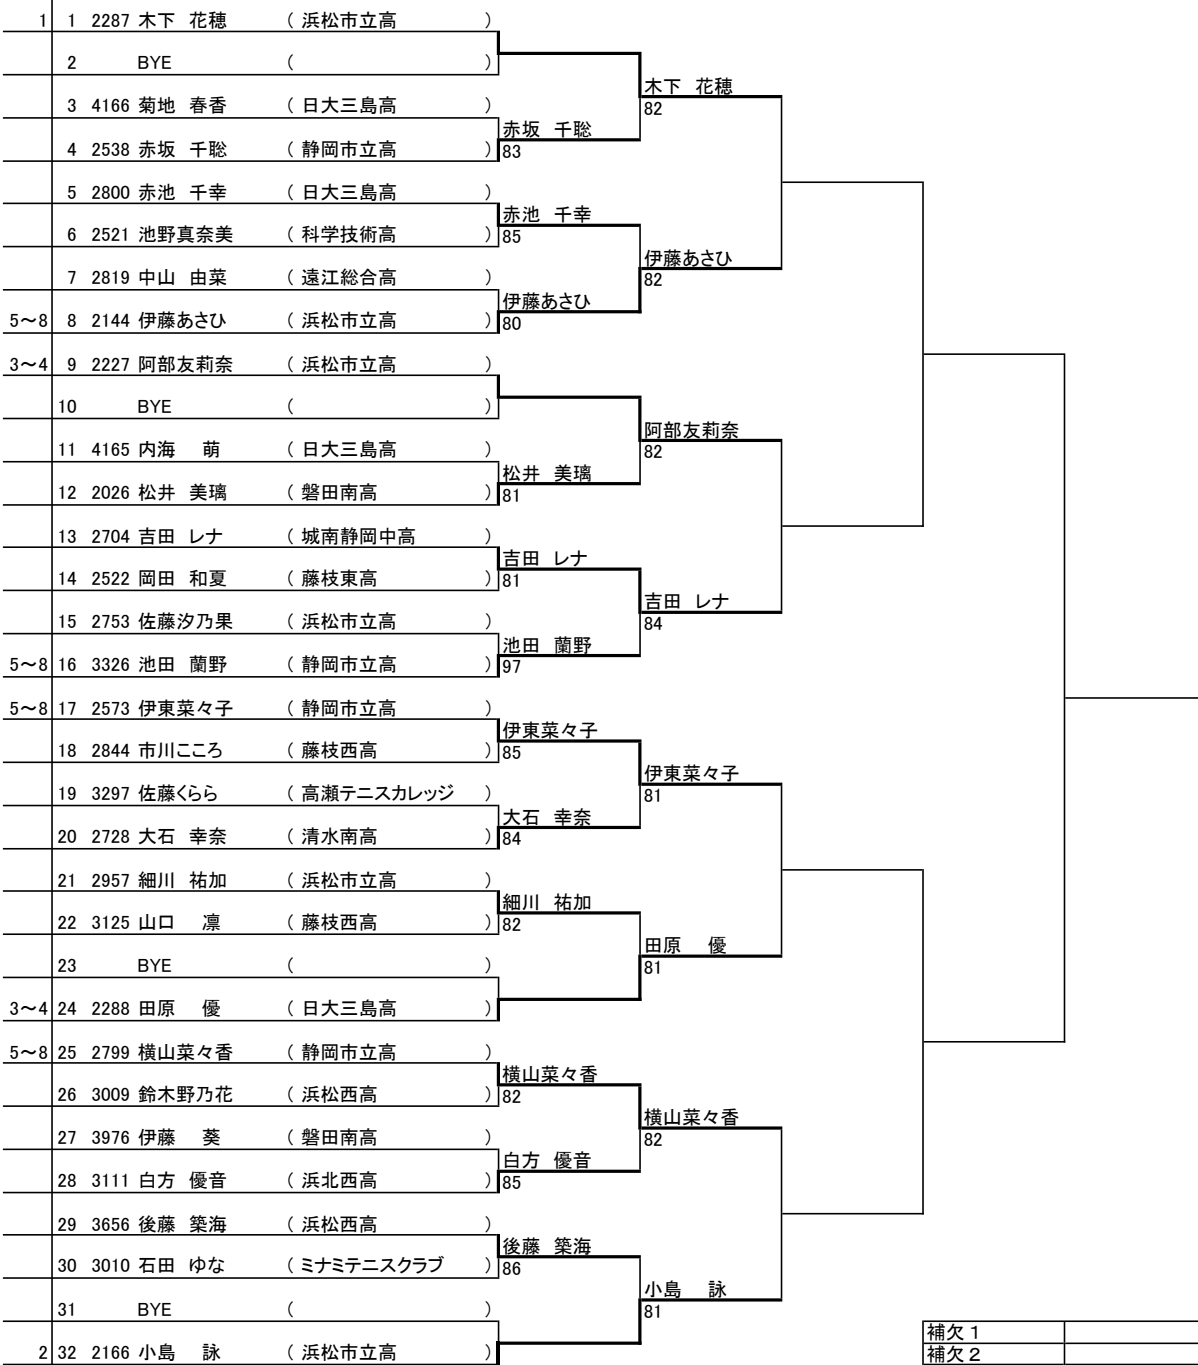 1 1 2287 木下 花穂 ( 浜松市立高 )
2 BYE ( )
木下 花穂
3 4166 菊地 春香 ( 日大三島高 )
82
赤坂 千聡
4 2538 赤坂 千聡 ( 静岡市立高 ) 83
5 2800 赤池 千幸 ( 日大三島高 )
赤池 千幸
6 2521 池野真奈美 ( 科学技術高 ) 85
伊藤あさひ
7 2819 中山 由菜 ( 遠江総合高 ) 82
伊藤あさひ
5～8 8 2144 伊藤あさひ ( 浜松市立高 ) 80
3～4 9 2227 阿部友莉奈 ( 浜松市立高 )
10 BYE ( )
阿部友莉奈
11 4165 内海 萌 ( 日大三島高 ) 82
松井 美璃
12 2026 松井 美璃 ( 磐田南高 ) 81
13 2704 吉田 レナ ( 城南静岡中高 )
吉田 レナ
14 2522 岡田 和夏 ( 藤枝東高 ) 81
吉田 レナ
15 2753 佐藤汐乃果 ( 浜松市立高 ) 84
池田 蘭野
5～8 16 3326 池田 蘭野 ( 静岡市立高 ) 97
5～8 17 2573 伊東菜々子 ( 静岡市立高 )
伊東菜々子
18 2844 市川こころ ( 藤枝西高 ) 85
伊東菜々子
19 3297 佐藤くらら ( 高瀬テニスカレッジ ) 81
大石 幸奈
20 2728 大石 幸奈 ( 清水南高 ) 84
21 2957 細川 祐加 ( 浜松市立高 )
細川 祐加
22 3125 山口 凛 ( 藤枝西高 ) 82
田原 優
23 BYE ( ) 81
3～4 24 2288 田原 優 ( 日大三島高 )
5～8 25 2799 横山菜々香 ( 静岡市立高 )
横山菜々香
26 3009 鈴木野乃花 ( 浜松西高 ) 82
横山菜々香
27 3976 伊藤 葵 ( 磐田南高 ) 82
白方 優音
28 3111 白方 優音 ( 浜北西高 ) 85
29 3656 後藤 築海 ( 浜松西高 )
後藤 築海
30 3010 石田 ゆな ( ミナミテニスクラブ ) 86
小島 詠
31 BYE ( ) 81
補欠１
2 32 2166 小島 詠 ( 浜松市立高 ) 補欠２